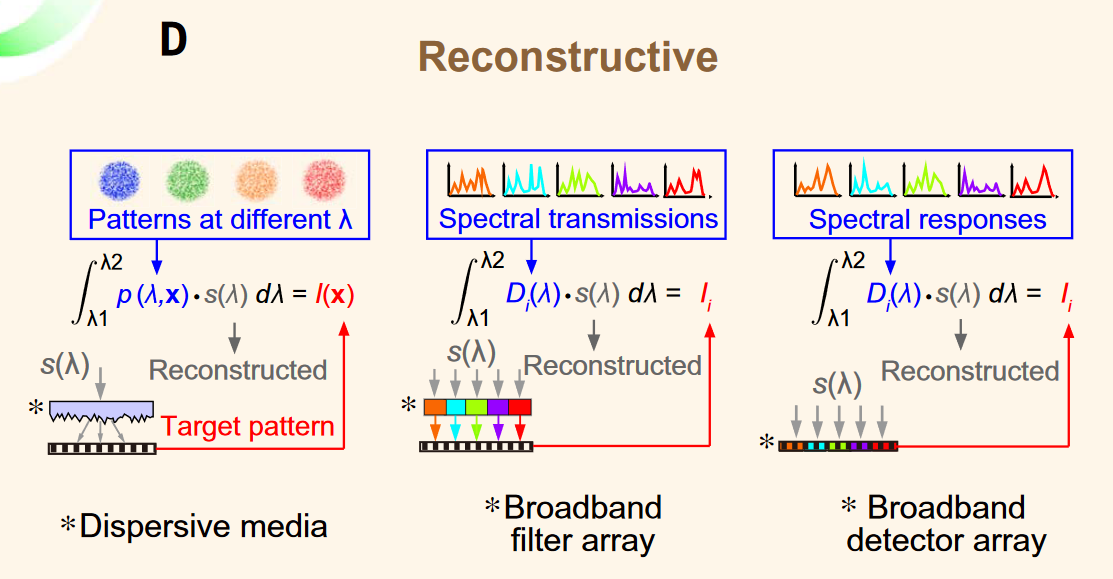 D
Reconstructive
Patterns at different λ
∫λ1λ2 p(λ,x)·s(λ) dλ = I(x)
s(λ)
Reconstructed
*
Target pattern
*Dispersive media
Spectral transmissions
∫λ1λ2 Di(λ)·s(λ) dλ = Ii
s(λ)
Reconstructed
*
*Broadband
filter array
Spectral responses
∫λ1λ2 Di(λ)·s(λ) dλ = Ii
s(λ)
Reconstructed
*
* Broadband
detector array